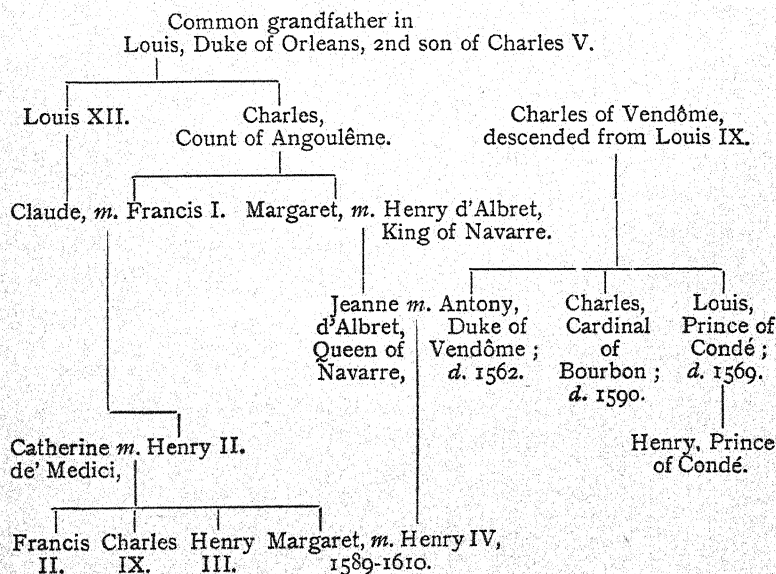 Common grandfather in
Louis, Duke of Orleans, 2nd son of Charles V.
Louis XII.
Charles,
Count of Angoulême.
Charles of Vendôme,
descended from Louis IX.
Claude, m. Francis I.
Margaret, m. Henry d'Albret,
King of Navarre.
Jeanne m. Antony,
d'Albret, Duke of
Queen of Vendôme ;
Navarre, d. 1562.
Charles,
Cardinal
of
Bourbon ;
d. 1590.
Louis,
Prince of
Condé ;
d. 1569.
Catherine m. Henry II.
de' Medici,
Henry, Prince
of Condé.
Francis
II.
Charles
IX.
Henry
III.
Margaret, m. Henry IV,
1589-1610.